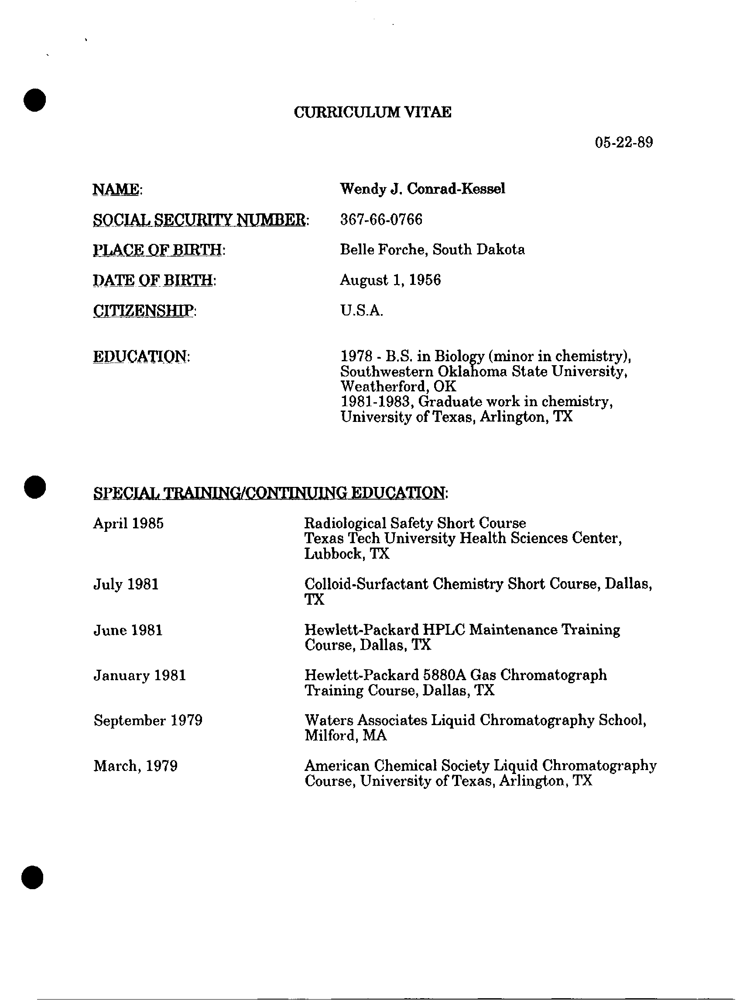 CURRICULUM VITAE
05-22-89
NAME: Wendy J. Conrad-Kessel
SOCIAL SECURITY NUMBER: 367-66-0766
PLACE OF BIRTH: Belle Forche, South Dakota
DATE OF BIRTH: August 1, 1956
CITIZENSHIP: U.S.A.
EDUCATION: 1978 - B.S. in Biology (minor in chemistry),
Southwestern Oklahoma State University,
Weatherford, OK
1981-1983, Graduate work in chemistry,
University of Texas, Arlington, TX
SPECIAL TRAINING/CONTINUING EDUCATION:
April 1985 Radiological Safety Short Course
Texas Tech University Health Sciences Center,
Lubbock, TX
July 1981 Colloid-Surfactant Chemistry Short Course, Dallas,
TX
June 1981 Hewlett-Packard HPLC Maintenance Training
Course, Dallas, TX
January 1981 Hewlett-Packard 5880A Gas Chromatograph
Training Course, Dallas, TX
September 1979 Waters Associates Liquid Chromatography School,
Milford, MA
March, 1979 American Chemical Society Liquid Chromatography
Course, University of Texas, Arlington, TX